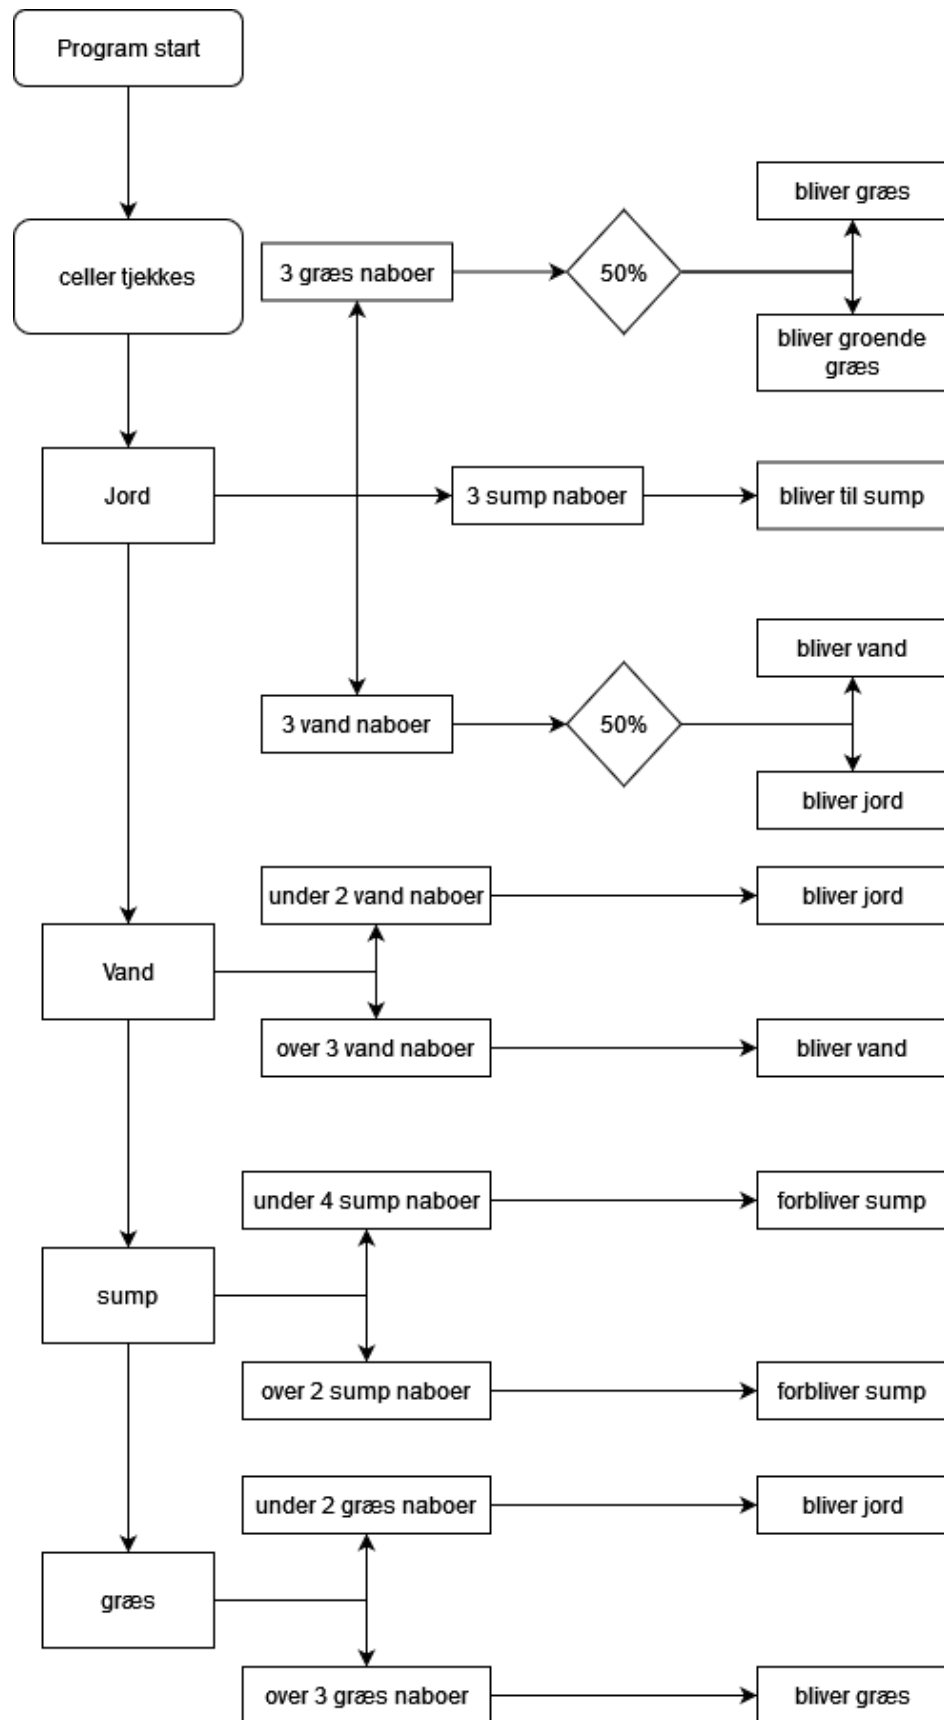 Program start
bliver græs
celler tjekkes
3 græs naboer
50%
bliver groende
græs
Jord
3 sump naboer
bliver til sump
bliver vand
3 vand naboer
50%
bliver jord
under 2 vand naboer
bliver jord
Vand
over 3 vand naboer
bliver vand
under 4 sump naboer
forbliver sump
sump
over 2 sump naboer
forbliver sump
under 2 græs naboer
bliver jord
græs
over 3 græs naboer
bliver græs